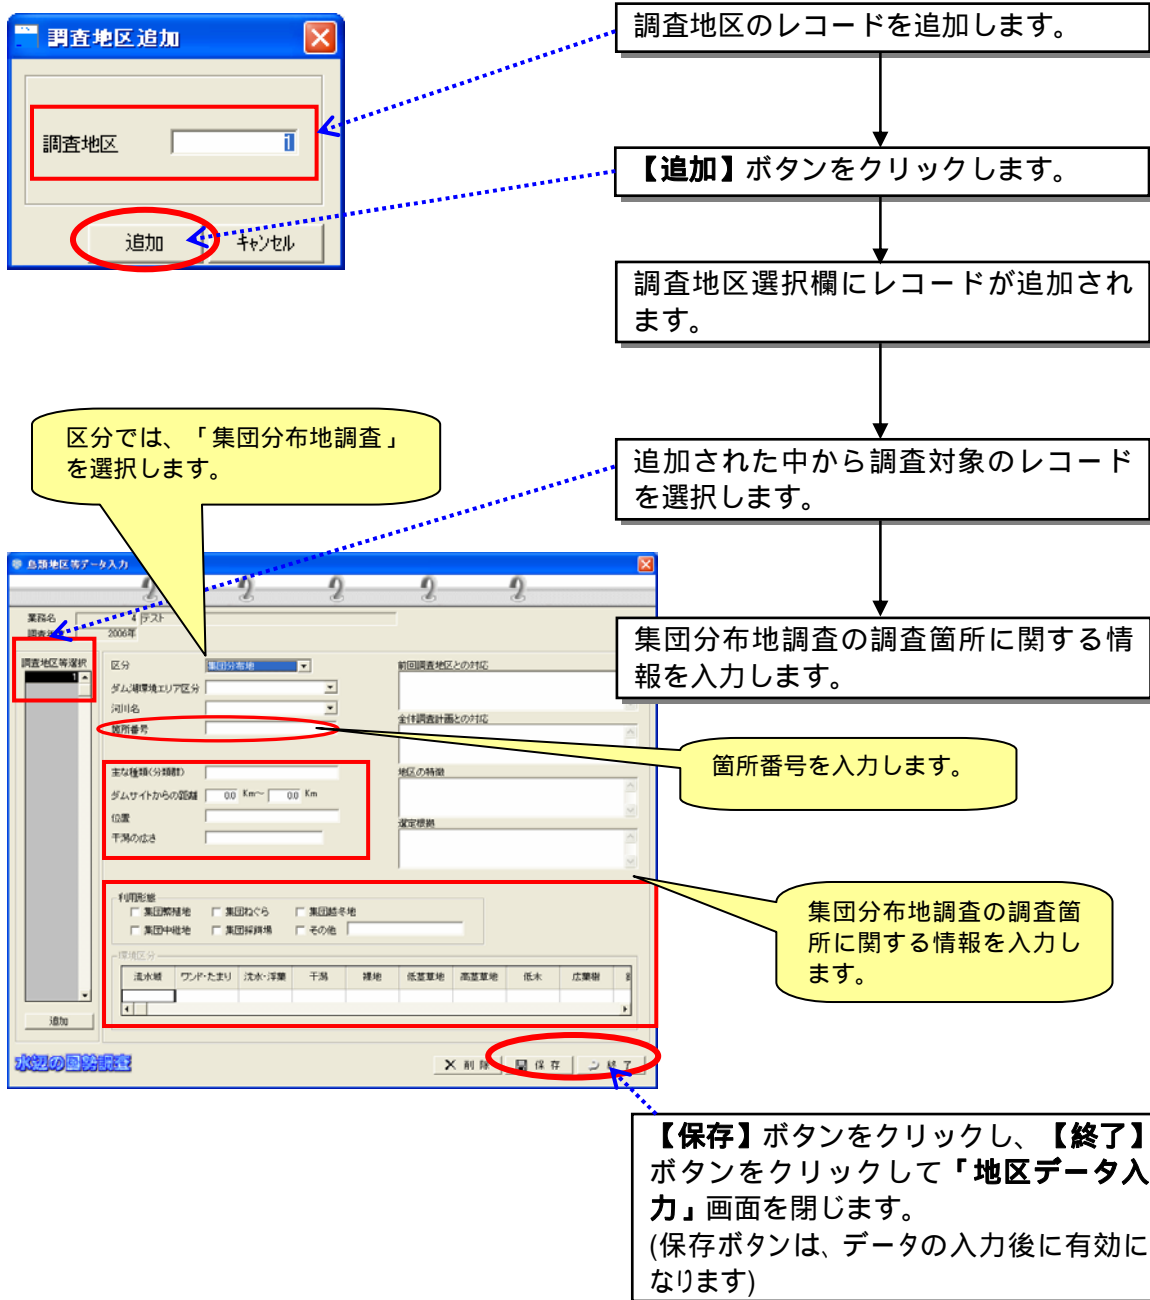 調査地区追加
調査地区 1
追加 キャンセル
調査地区のレコードを追加します。
【追加】ボタンをクリックします。
調査地区選択欄にレコードが追加され
ます。
追加された中から調査対象のレコード
を選択します。
集団分布地調査の調査箇所に関する情
報を入力します。
区分では、「集団分布地調査」
を選択します。
鳥類地区等データ入力
業務名 4 テスト
2006年
調査地区等選択
1
追加
区分 集団分布地
ダム湖環境エリア区分
河川名
箇所番号
主な種類(分類群)
ダムサイトからの距離 0.0 Km～ 0.0 Km
位置
干潟の広さ
前回調査地区との対応
全体調査計画との対応
地区の特徴
選定根拠
箇所番号を入力します。
集団分布地調査の調査箇
所に関する情報を入力し
ます。
利用形態
集団繁殖地 集団ねぐら 集団越冬地
集団中継地 集団採餌場 その他
環境区分
流水域 ワンド・たまり 沈水・浮葉 干潟 裸地 低茎草地 高茎草地 低木 広葉樹
水辺の国勢調査
削除 保存 終了
【保存】ボタンをクリックし、【終了】
ボタンをクリックして「地区データ入
力」画面を閉じます。
(保存ボタンは、データの入力後に有効に
なります)